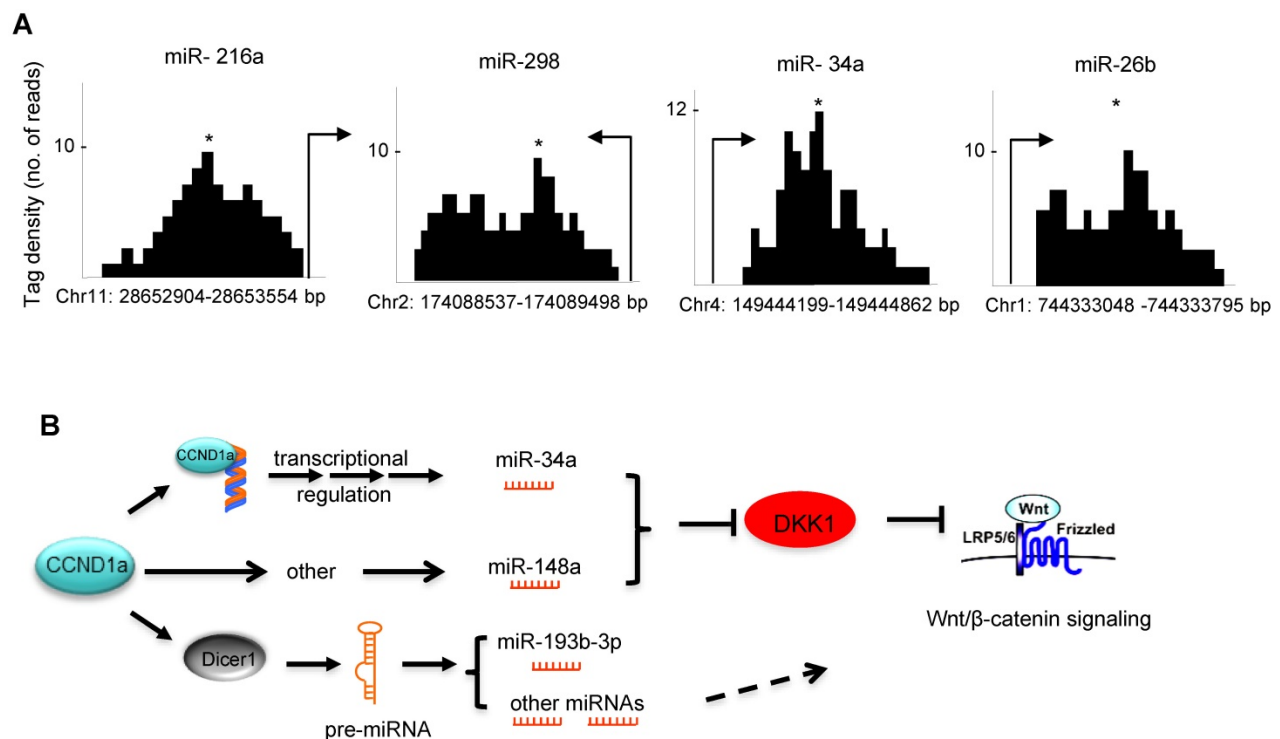 A
miR- 216a
miR-298
miR- 34a
miR-26b
Tag density (no. of reads)
10
*
10
*
12
*
10
*
Chr11: 28652904-28653554 bp
Chr2: 174088537-174089498 bp
Chr4: 149444199-149444862 bp
Chr1: 744333048 -744333795 bp
B
CCND1a
transcriptional
regulation
miR-34a
CCND1a
other
miR-148a
DKK1
Wnt
LRP5/6
Frizzled
Wnt/β-catenin signaling
Dicer1
pre-miRNA
miR-193b-3p
other miRNAs